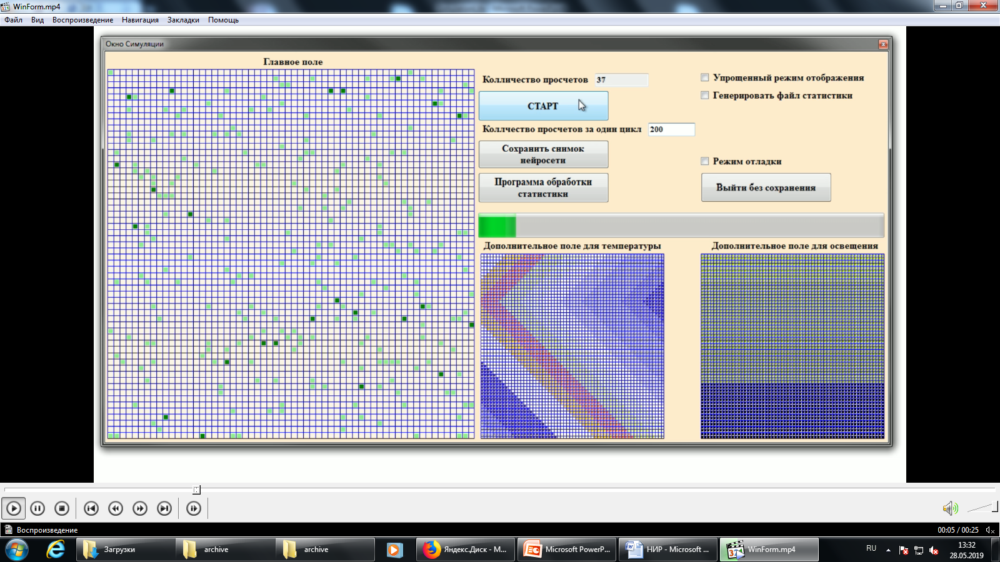 WinForm.mp4
Файл Вид Воспроизведение Навигация Закладки Помощь
Окно Симуляции
Главное поле
Колличество просчетов 37
СТАРТ
Коллчество просчетов за один цикл 200
Сохранить снимок
нейросети
Программа обработки
статистики
Упрощенный режим отображения
Генерировать файл статистики
Режим отладки
Выйти без сохранения
Дополнительное поле для температуры
Дополнительное поле для освещения
Воспроизведение
00:05 / 00:25
Загрузки
archive
archive
Яндекс.Диск - M...
Microsoft PowerP...
НИР - Microsoft ...
WinForm.mp4
RU
13:32
28.05.2019